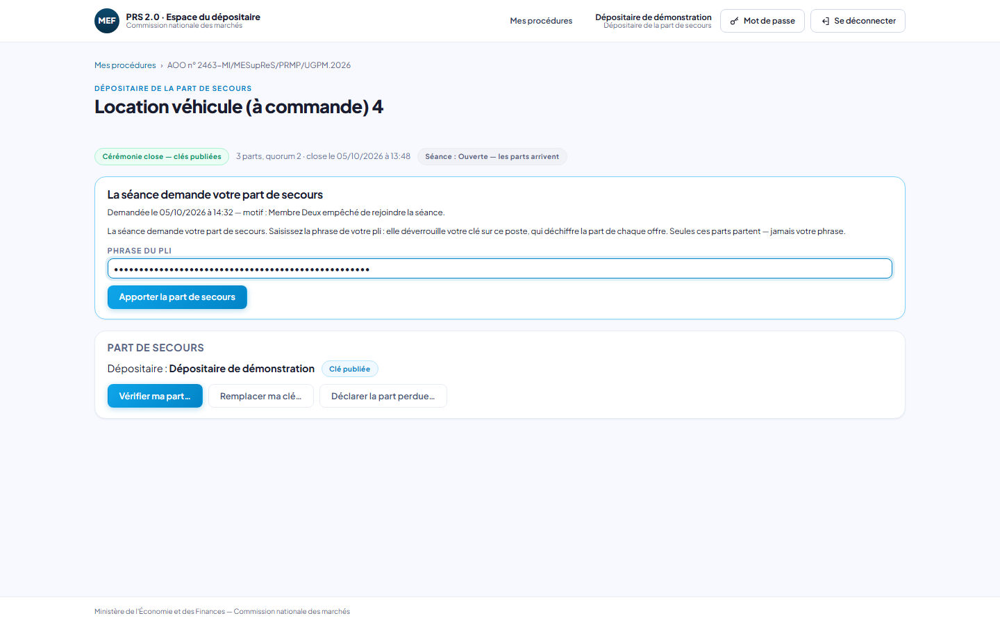 MEF
PRS 2.0 · Espace du dépositaire
Commission nationale des marchés
Mes procédures
Dépositaire de démonstration
Dépositaire de la part de secours
Mot de passe
Se déconnecter
Mes procédures › AOO n° 2463-MI/MESupReS/PRMP/UGPM.2026
DÉPOSITAIRE DE LA PART DE SECOURS
Location véhicule (à commande) 4
Cérémonie close — clés publiées
3 parts, quorum 2 · close le 05/10/2026 à 13:48
Séance : Ouverte — les parts arrivent
La séance demande votre part de secours
Demandée le 05/10/2026 à 14:32 — motif : Membre Deux empêché de rejoindre la séance.
La séance demande votre part de secours. Saisissez la phrase de votre pli : elle déverrouille votre clé sur ce poste, qui déchiffre la part de chaque offre. Seules ces parts partent — jamais votre phrase.
PHRASE DU PLI
Apporter la part de secours
PART DE SECOURS
Dépositaire : Dépositaire de démonstration
Clé publiée
Vérifier ma part...
Remplacer ma clé...
Déclarer la part perdue...
Ministère de l'Économie et des Finances — Commission nationale des marchés